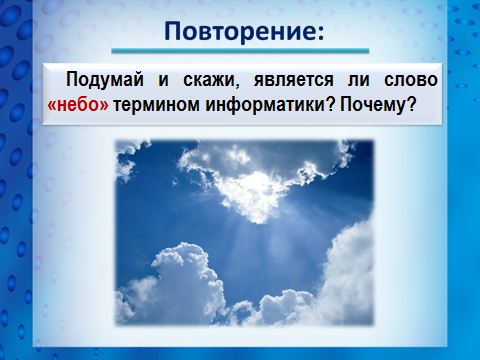 Повторение:
Подумай и скажи, является ли слово
«небо» термином информатики? Почему?